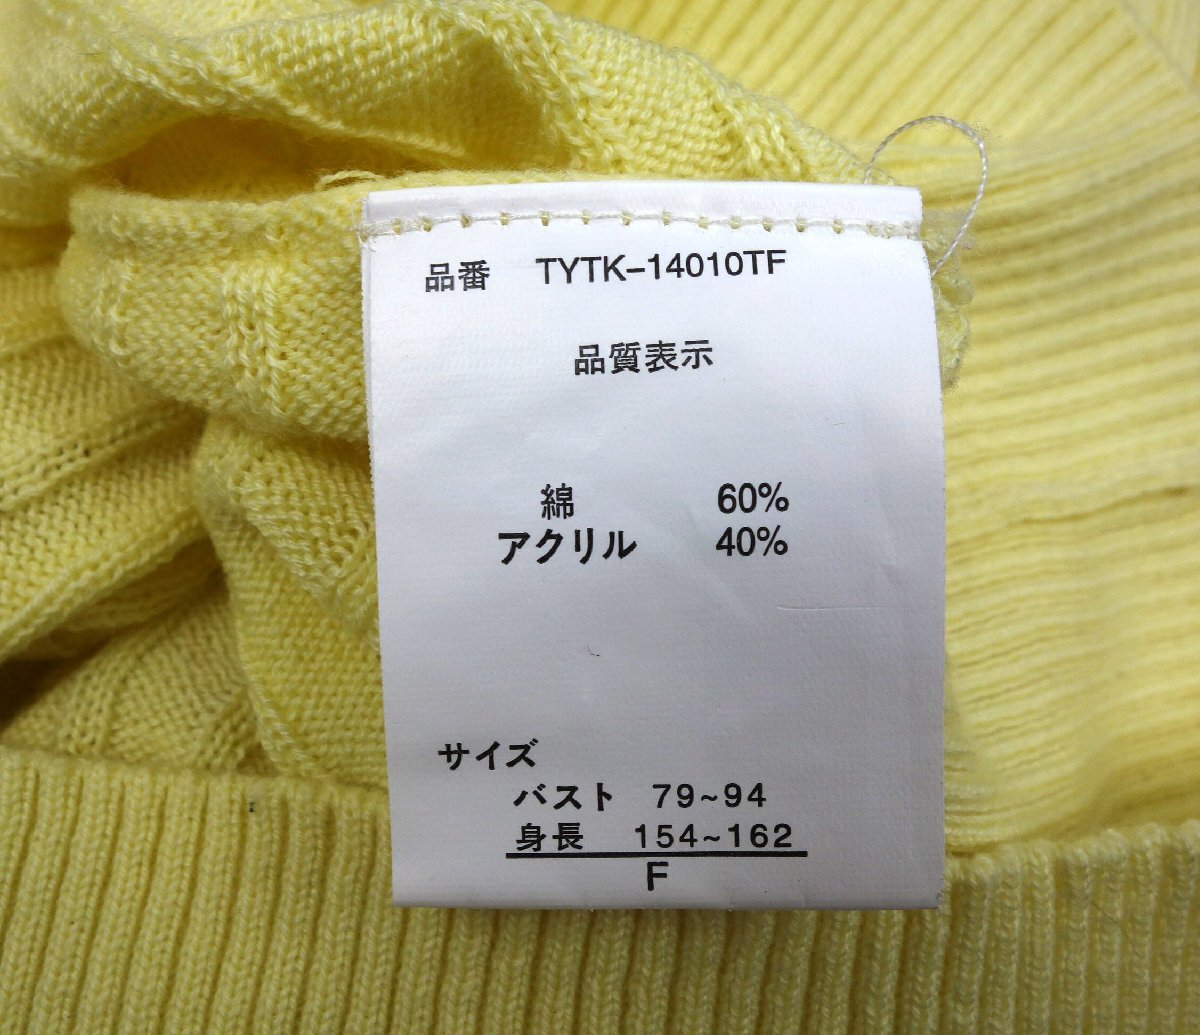 品番 TYTK-14010TF
品質表示
綿 60%
アクリル 40%
サイズ
バスト 79~94
身長 154~162
F